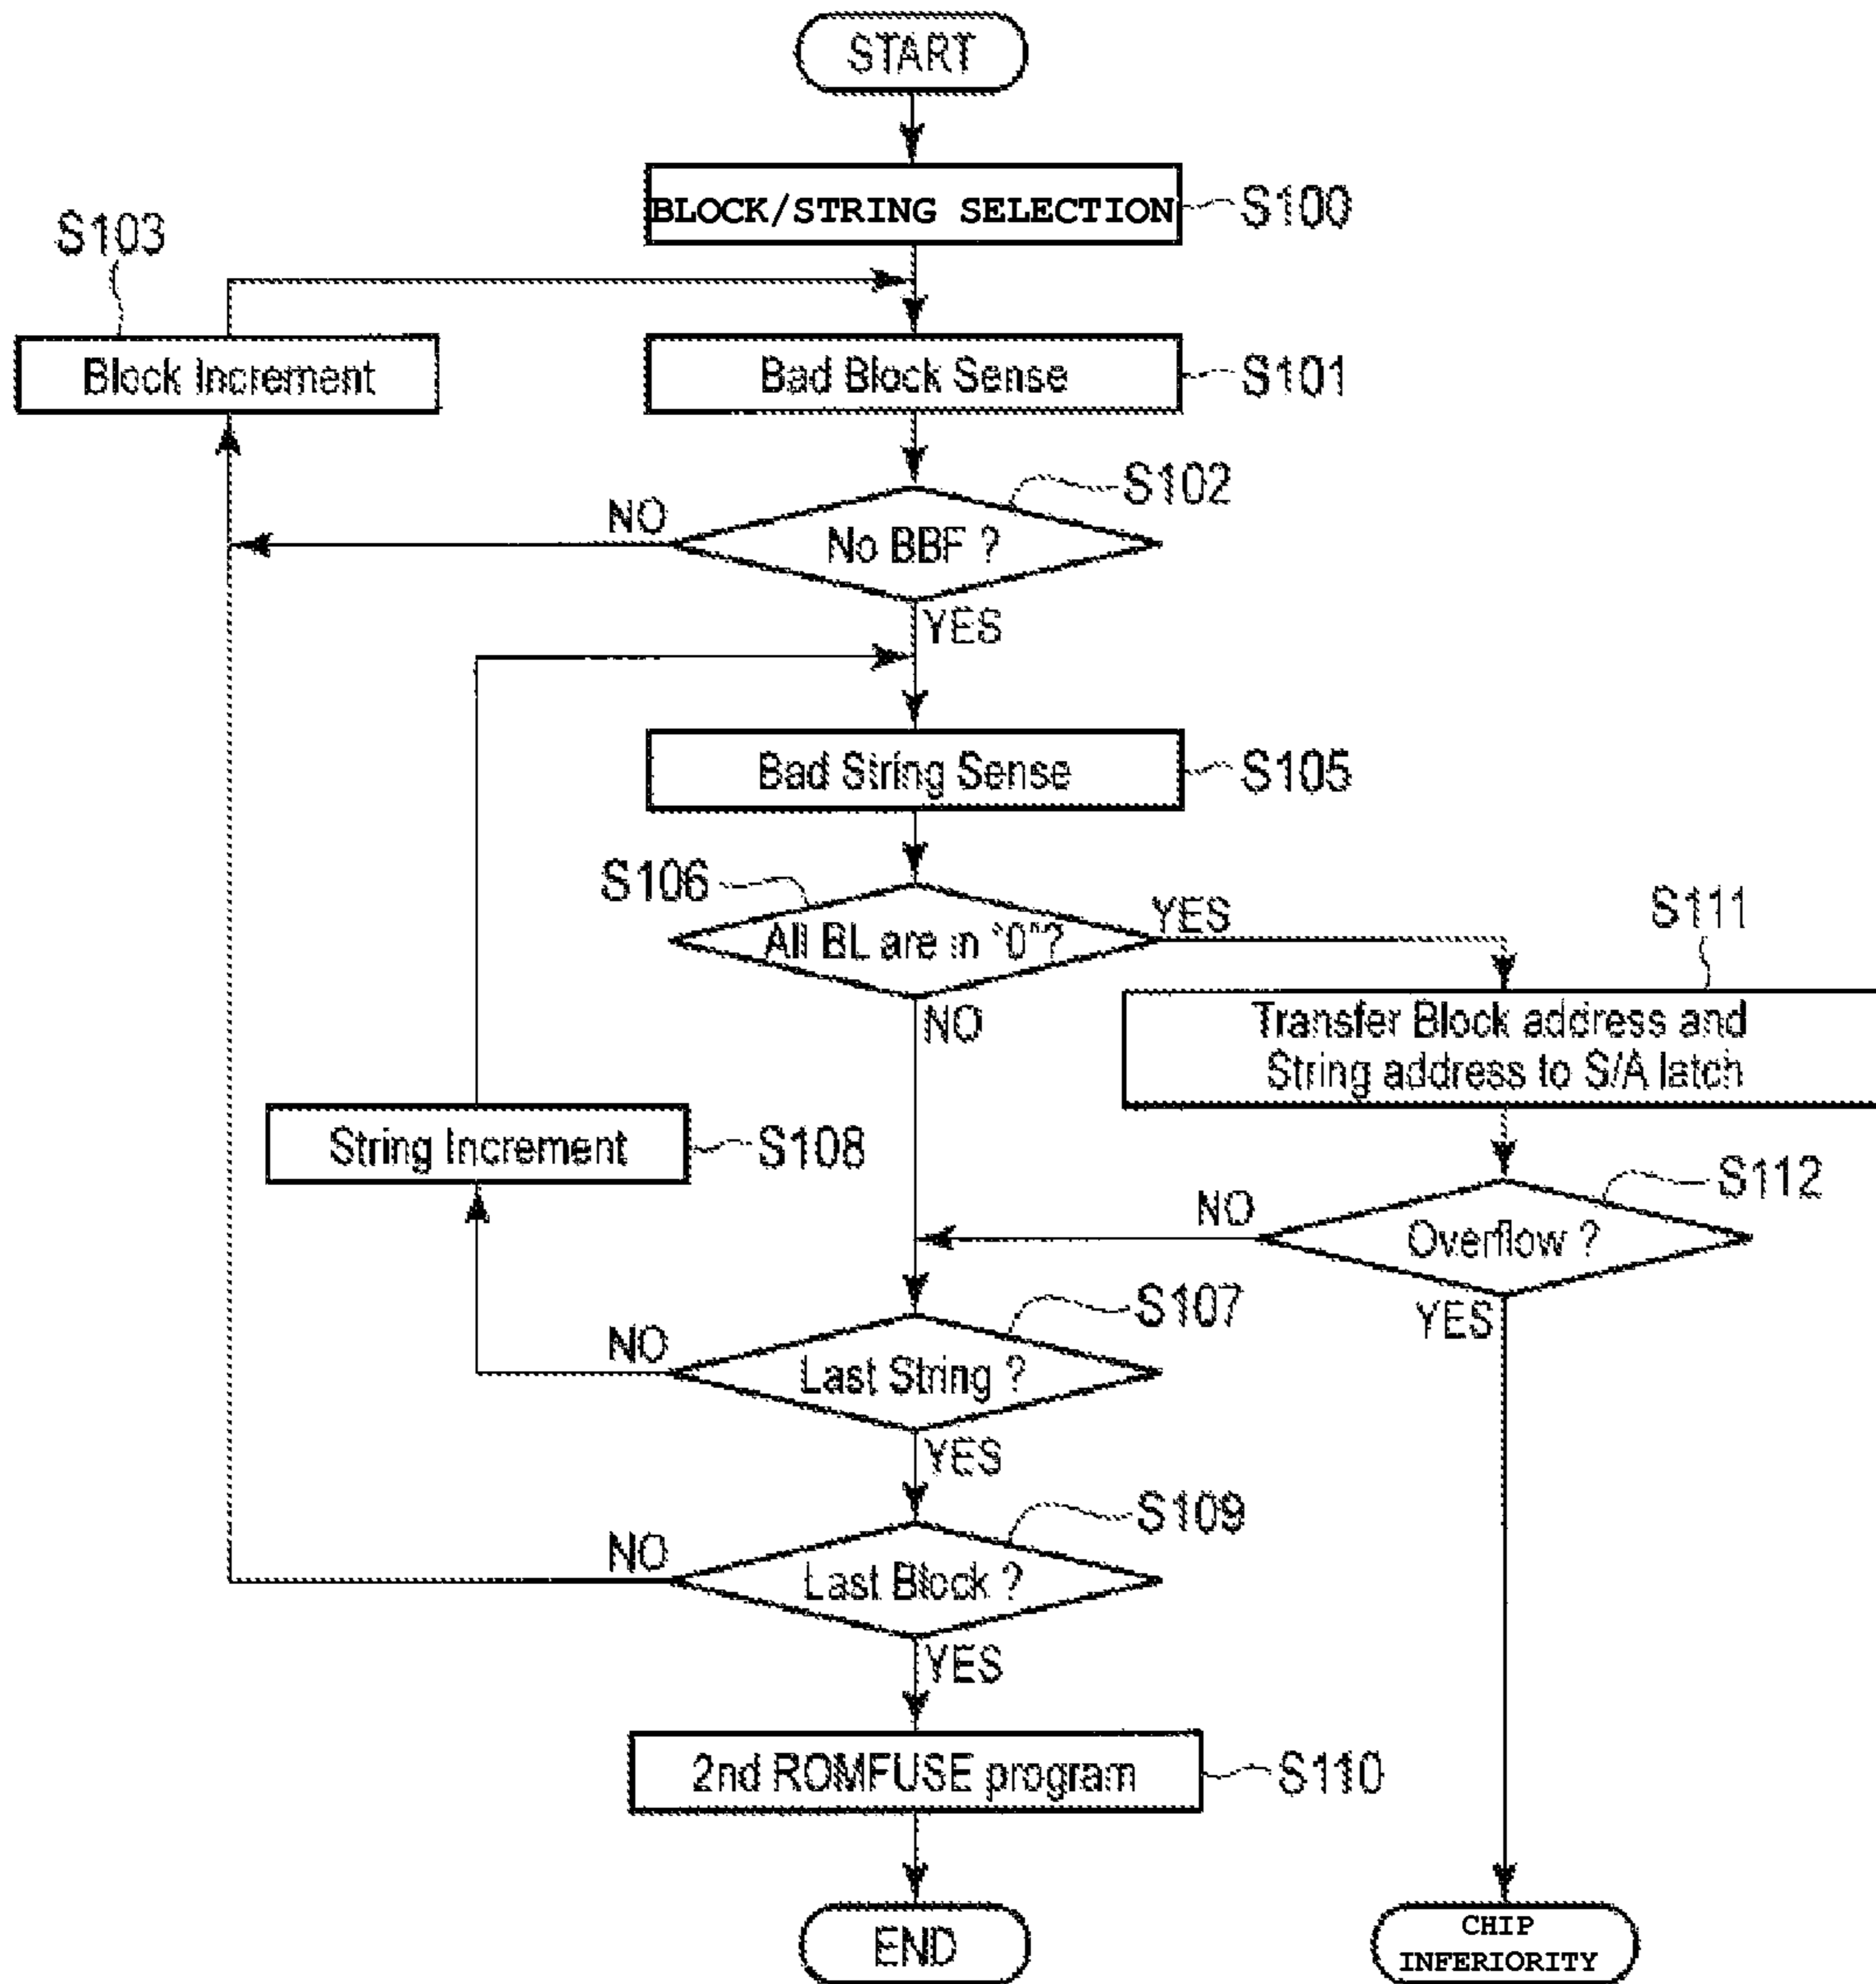 START
BLOCK/STRING SELECTION
S100
S103
Block Increment
Bad Block Sense
S101
S102
NO
No BBF ?
YES
Bad String Sense
S105
S106
All BL are in "0"?
YES
S111
NO
Transfer Block address and
String address to S/A latch
String Increment
S108
S112
NO
Overflow ?
S107
YES
NO
Last String ?
YES
S109
NO
Last Block ?
YES
2nd ROMFUSE program
S110
END
CHIP
INFERIORITY